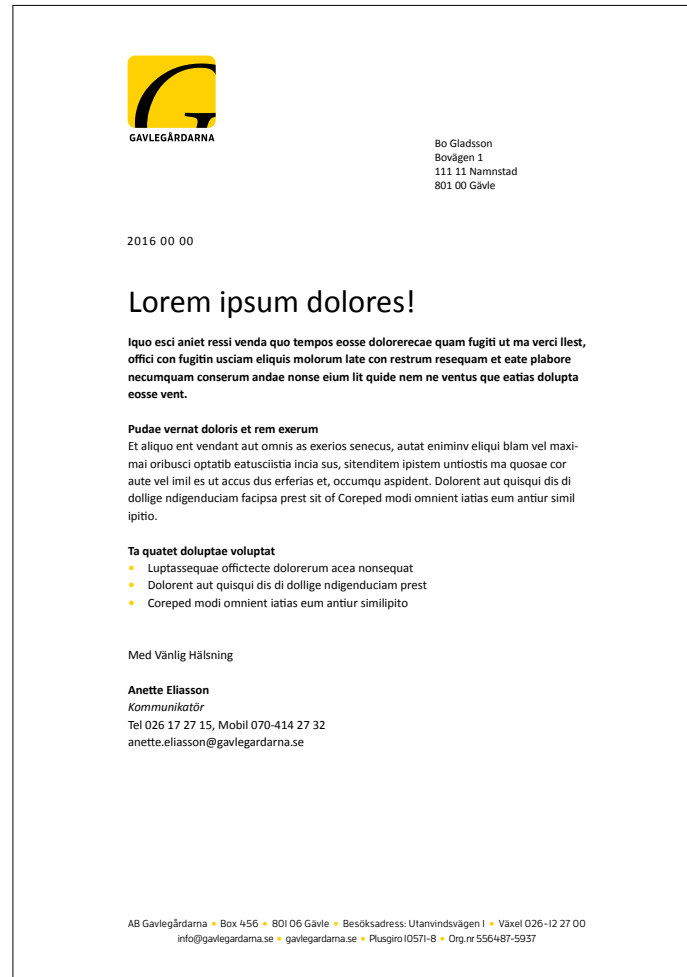 GAVLEGÅRDARNA
Bo Gladsson
Bovägen 1
111 11 Namnstad
801 00 Gävle
2016 00 00
Lorem ipsum dolores!
Iquo esci aniet ressi venda quo tempos eosse dolorerecae quam fugiti ut ma verci llest,
offici con fugitin usciam eliquis molorum late con restrum resequam et eate plabore
necumquam conserum andae nonse eium lit quide nem ne ventus que eatias dolupta
eosse vent.
Pudae vernat doloris et rem exerum
Et aliquo ent vendant aut omnis as exerios senecus, autat eniminv eliqui blam vel maxi-
mai oribusci optatib eatusciistia incia sus, sitenditem ipistem untiostis ma quosae cor
aute vel imil es ut accus dus erferias et, occumqu aspident. Dolorent aut quisqui dis di
dollige ndigenduciam facipsa prest sit of Coreped modi omnient iatias eum antiur simil
ipitio.
Ta quatet doluptae voluptat
• Luptassequae offictecte dolorerum acea nonsequat
• Dolorent aut quisqui dis di dollige ndigenduciam prest
• Coreped modi omnient iatias eum antiur similipito
Med Vänlig Hälsning
Anette Eliasson
Kommunikatör
Tel 026 17 27 15, Mobil 070-414 27 32
anette.eliasson@gavlegardarna.se
AB Gavlegårdarna • Box 456 • 801 06 Gävle • Besöksadress: Utanvindsvägen 1 • Växel 026-12 27 00
info@gavlegardarna.se • gavlegardarna.se • Plusgiro 10571-8 • Org.nr 556487-5937